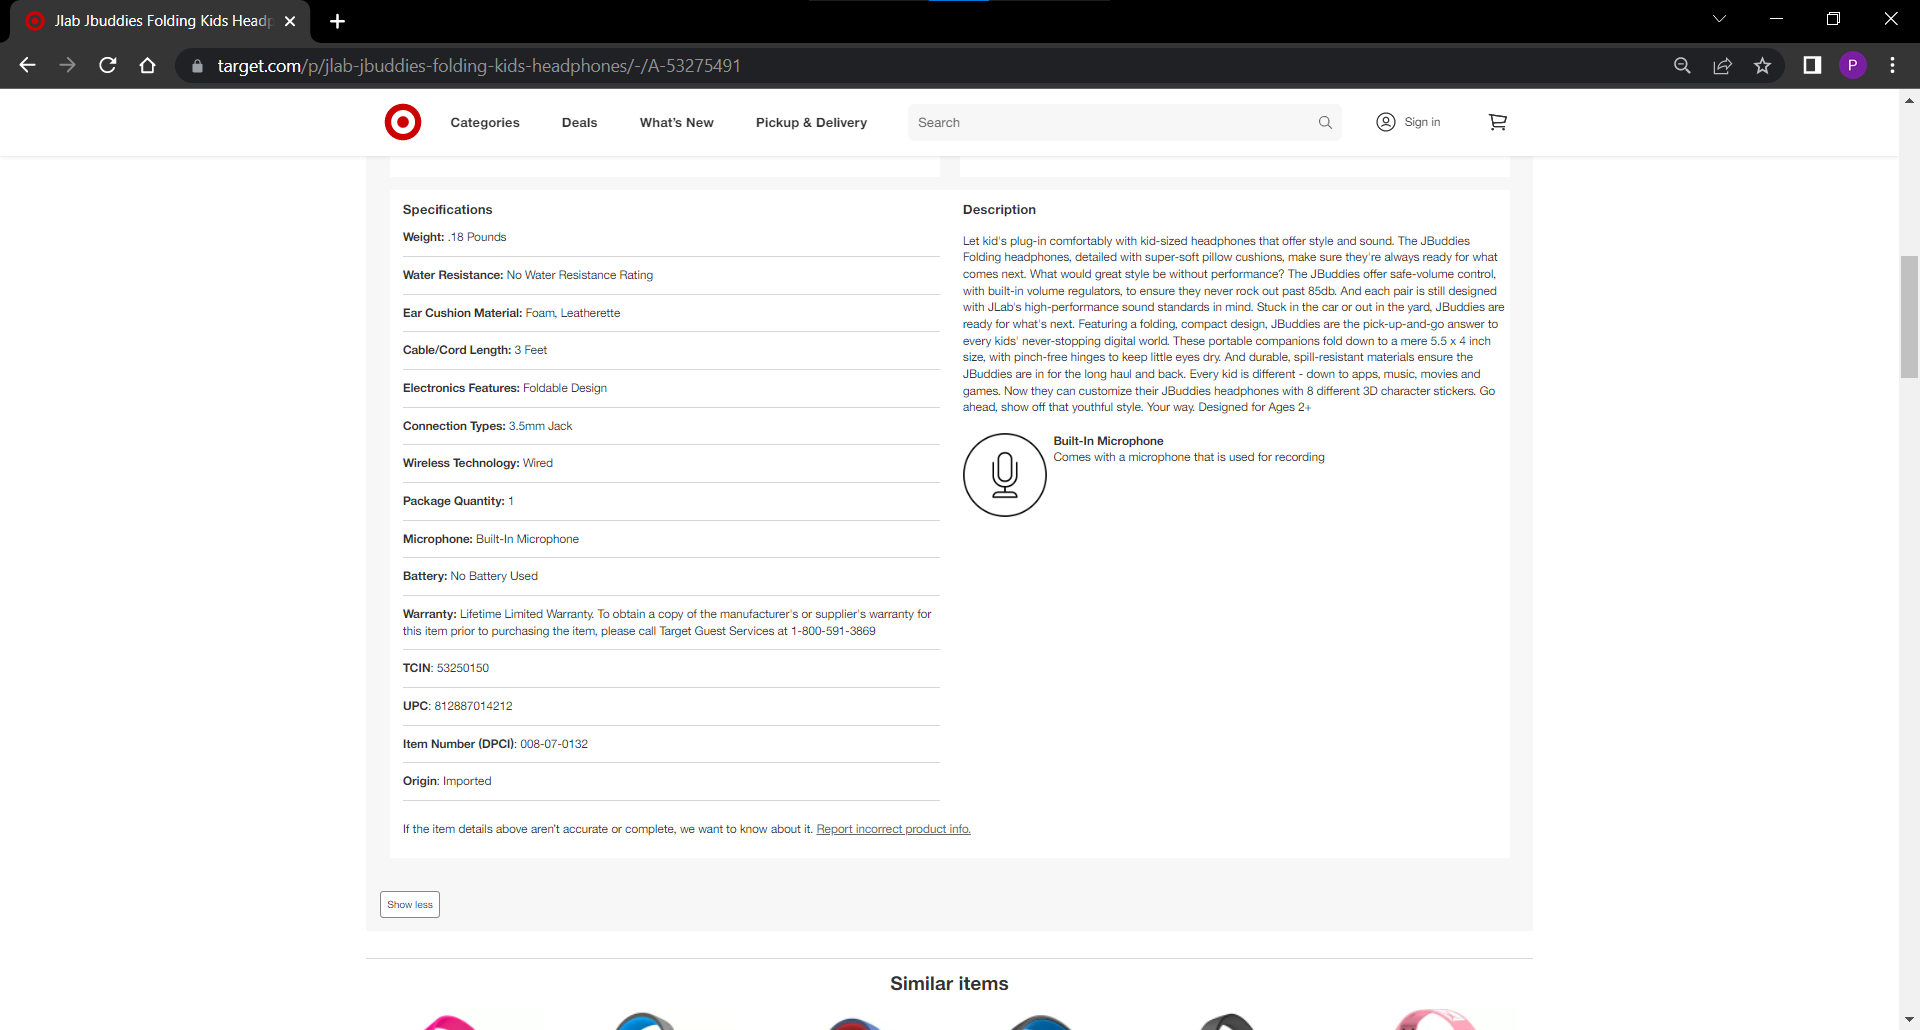 Jlab Jbuddies Folding Kids Head
target.com/p/jlab-jbuddies-folding-kids-headphones/-/A-53275491
P
Categories
Deals
What's New
Pickup & Delivery
Search
Sign in
Specifications
Weight: .18 Pounds
Water Resistance: No Water Resistance Rating
Ear Cushion Material: Foam, Leatherette
Cable/Cord Length: 3 Feet
Electronics Features: Foldable Design
Connection Types: 3.5mm Jack
Wireless Technology: Wired
Package Quantity: 1
Microphone: Built-In Microphone
Battery: No Battery Used
Warranty: Lifetime Limited Warranty. To obtain a copy of the manufacturer's or supplier's warranty for
this item prior to purchasing the item, please call Target Guest Services at 1-800-591-3869
TCIN: 53250150
UPC: 812887014212
Item Number (DPCI): 008-07-0132
Origin: Imported
If the item details above aren't accurate or complete, we want to know about it. Report incorrect product info.
Description
Let kid's plug-in comfortably with kid-sized headphones that offer style and sound. The JBuddies
Folding headphones, detailed with super-soft pillow cushions, make sure they're always ready for what
comes next. What would great style be without performance? The JBuddies offer safe-volume control,
with built-in volume regulators, to ensure they never rock out past 85db. And each pair is still designed
with JLab's high-performance sound standards in mind. Stuck in the car or out in the yard, JBuddies are
ready for what's next. Featuring a folding, compact design, JBuddies are the pick-up-and-go answer to
every kids' never-stopping digital world. These portable companions fold down to a mere 5.5 x 4 inch
size, with pinch-free hinges to keep little eyes dry. And durable, spill-resistant materials ensure the
JBuddies are in for the long haul and back. Every kid is different - down to apps, music, movies and
games. Now they can customize their JBuddies headphones with 8 different 3D character stickers. Go
ahead, show off that youthful style. Your way. Designed for Ages 2+
Built-In Microphone
Comes with a microphone that is used for recording
Show less
Similar items